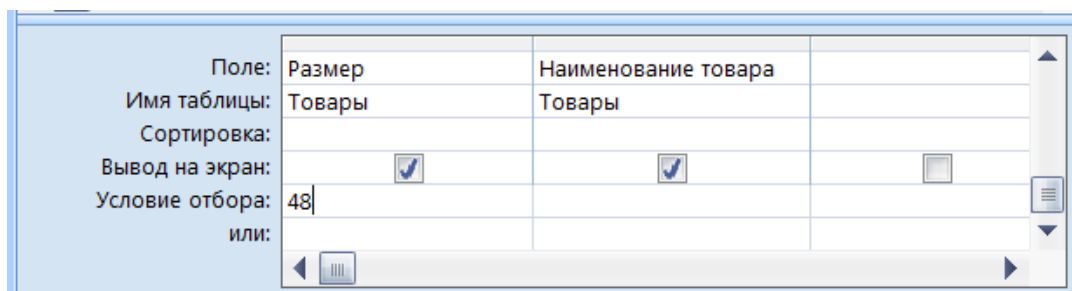 Поле: Размер Наименование товара
Имя таблицы: Товары Товары
Сортировка:
Вывод на экран:
Условие отбора: 48
или: